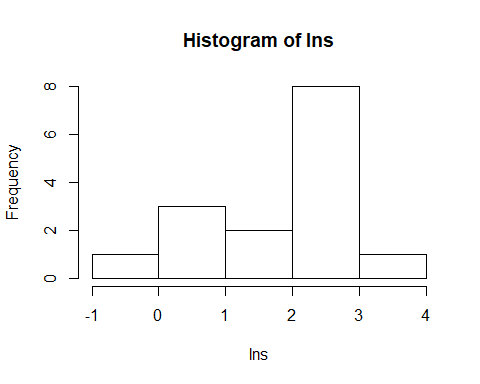 Histogram of lns
Frequency
0 2 4 6 8
-1 0 1 2 3 4
lns